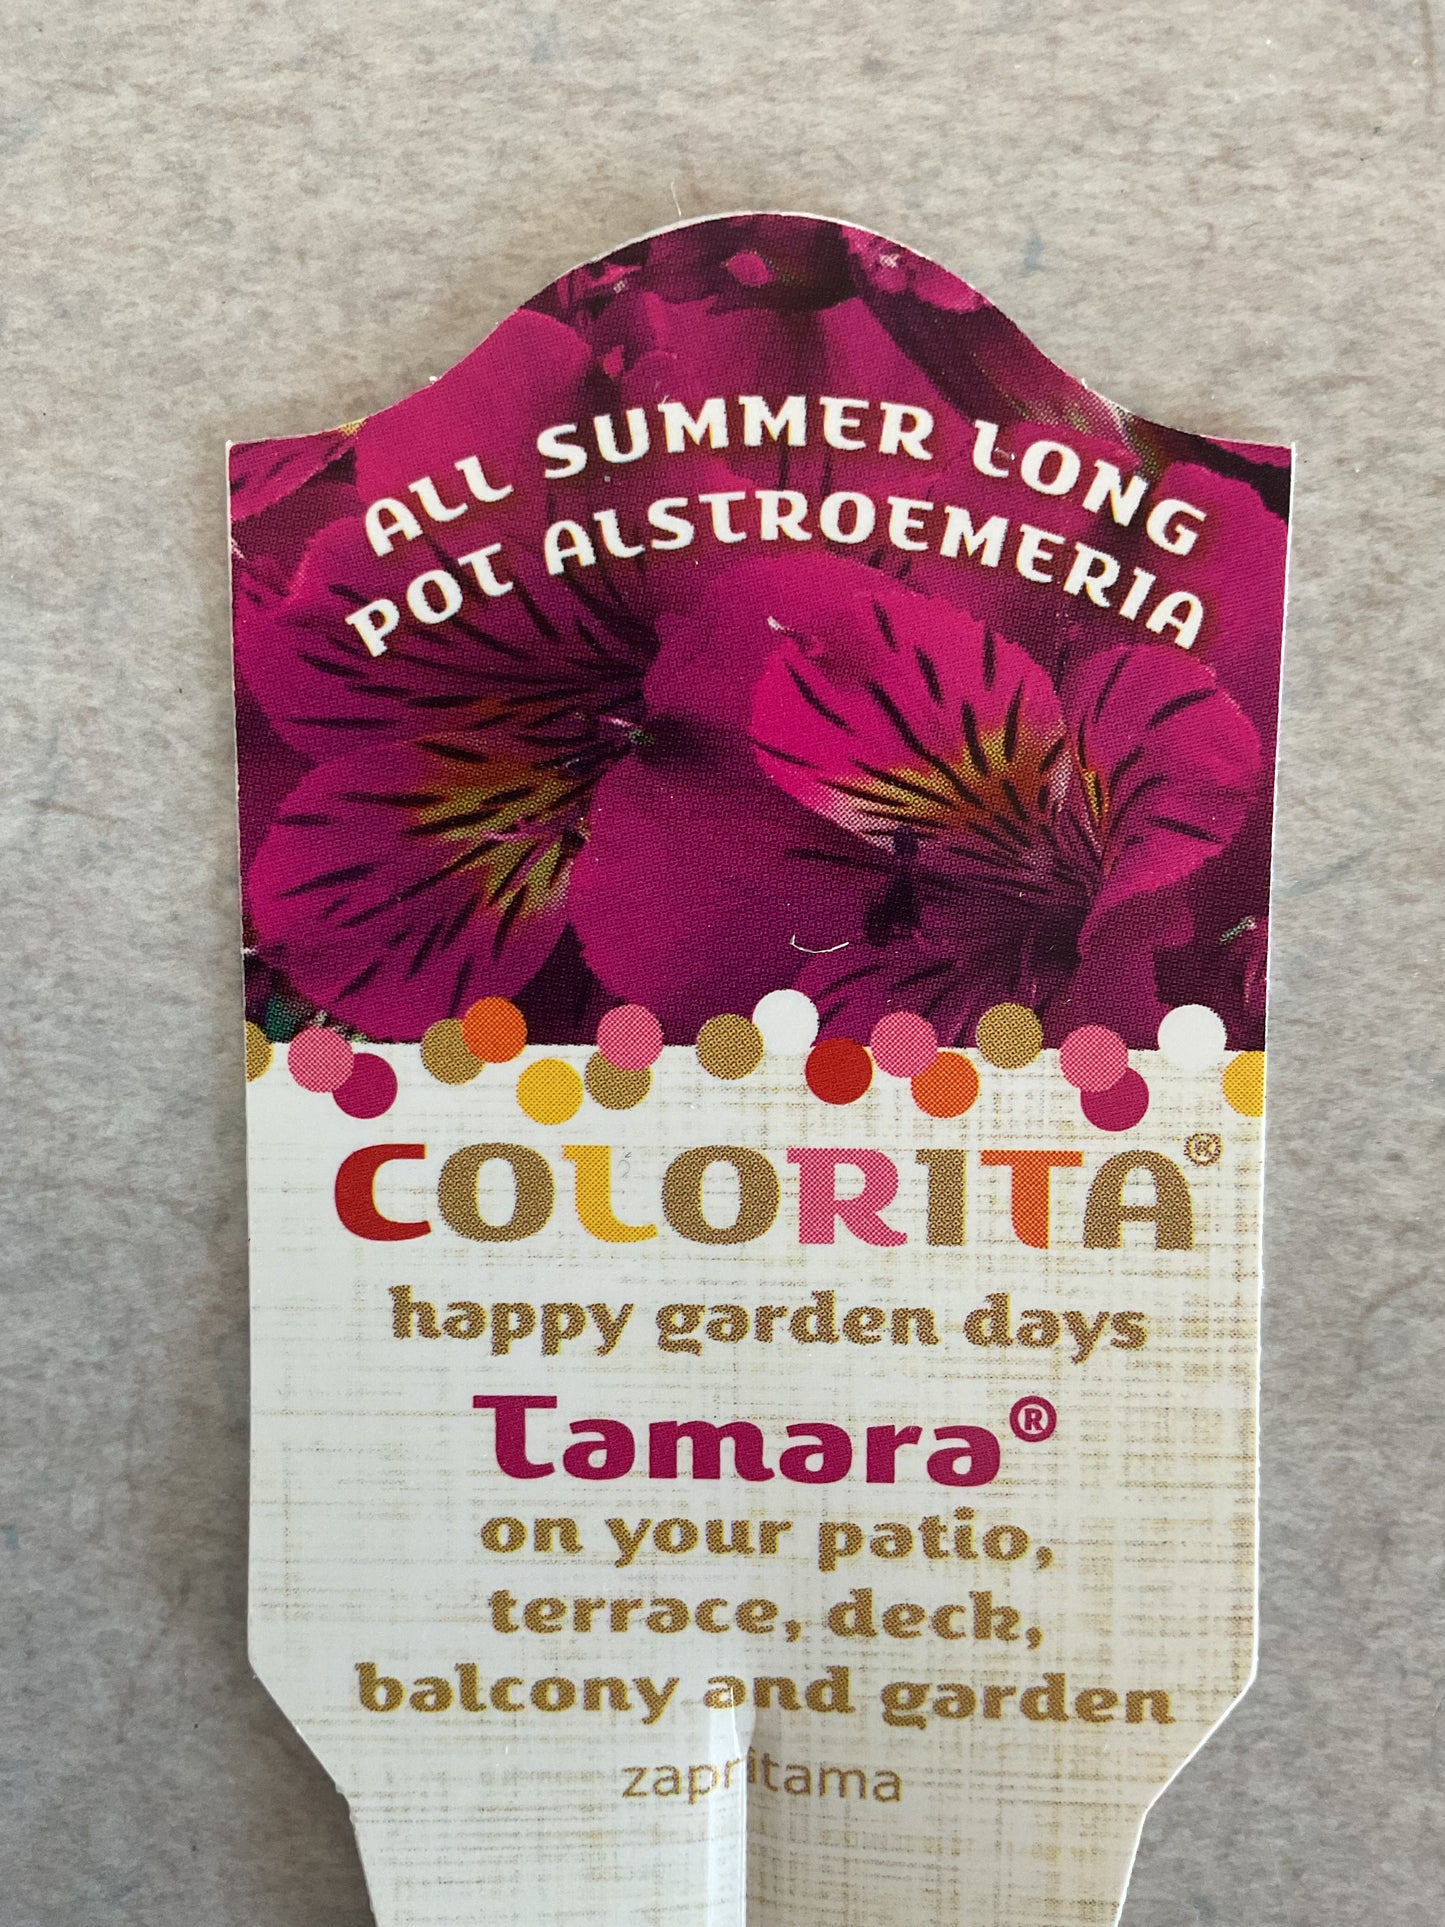 ALL SUMMER LONG
POT ALSTROEMERIA
COLORITA®
happy garden days
Tamara®
on your patio,
terrace, deck,
balcony and garden
zapritama